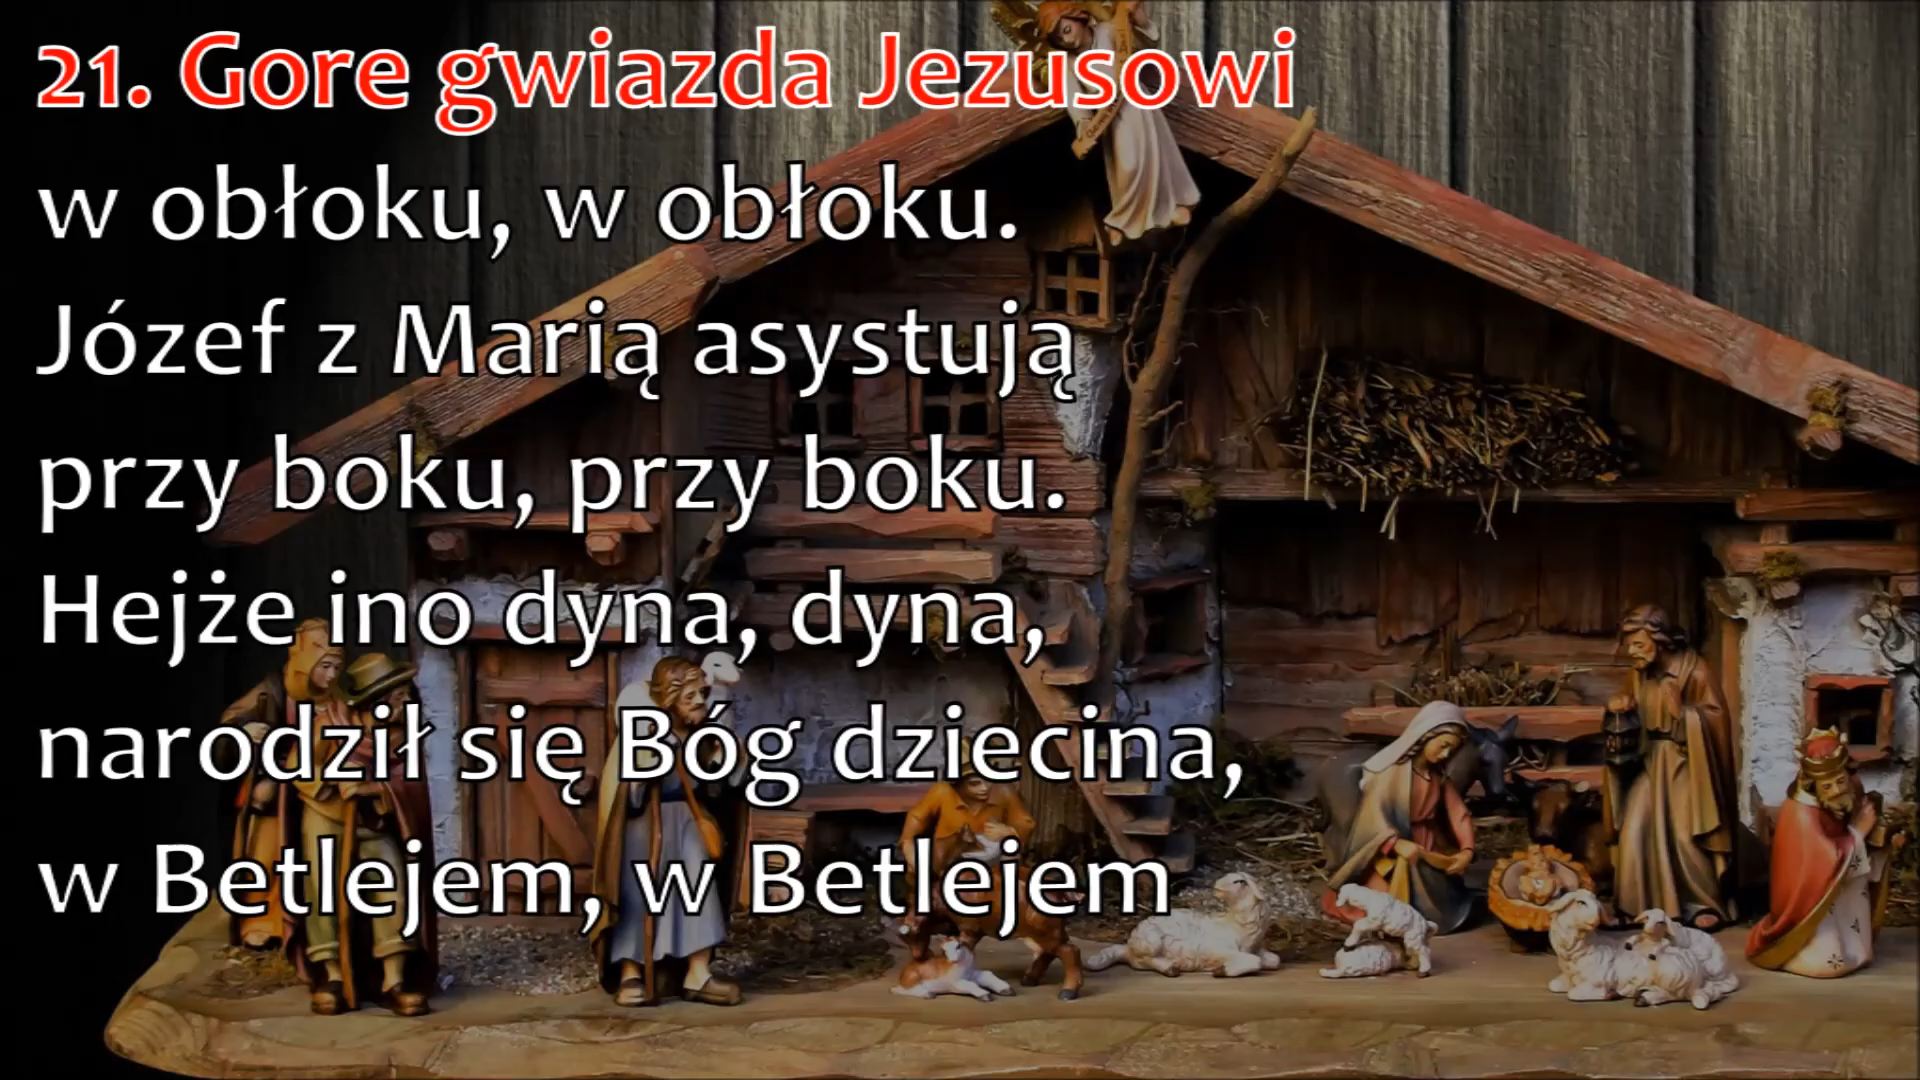 21. Gore gwiazda Jezusowi
w obłoku, w obłoku.
Józef z Marią asystują
przy boku, przy boku.
Hejże ino dyna, dyna,
narodził się Bóg dziecina,
w Betlejem, w Betlejem